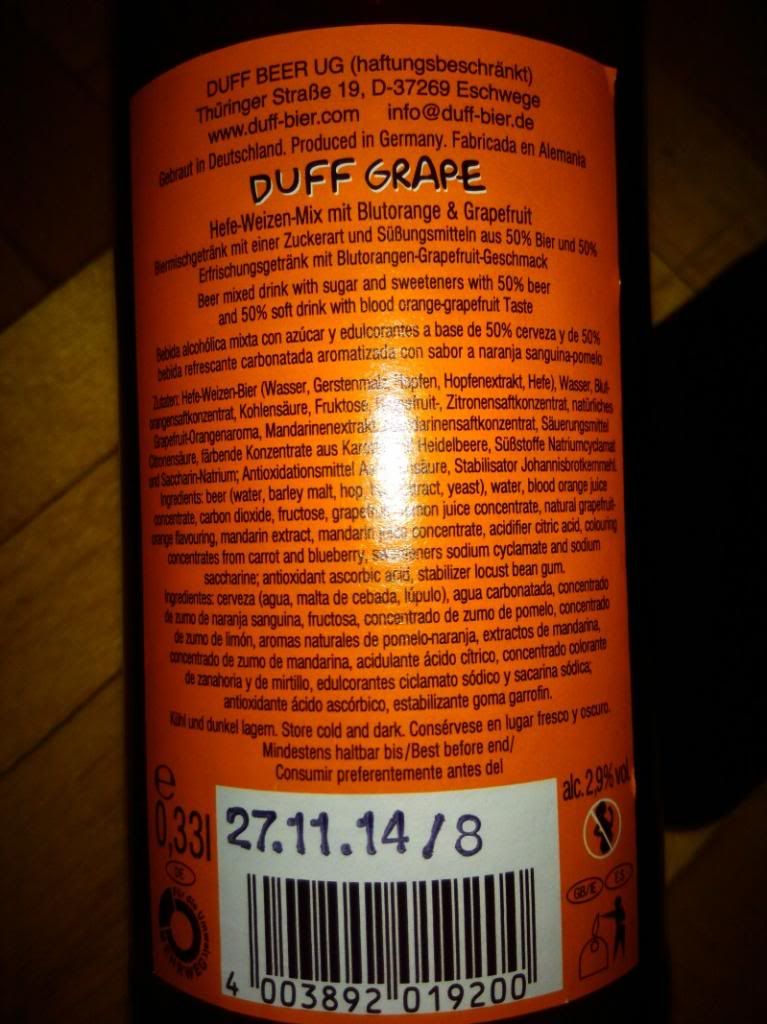 DUFF BEER UG (haftungsbeschränkt)
Thüringer Straße 19, D-37269 Eschwege
www.duff-bier.com info@duff-bier.de
Gebraut in Deutschland. Produced in Germany. Fabricada en Alemania
DUFF GRAPE
Hefe-Weizen-Mix mit Blutorange & Grapefruit
Biermischgetränk mit einer Zuckerart und Süßungsmitteln aus 50% Bier und 50%
Erfrischungsgetränk mit Blutorangen-Grapefruit-Geschmack
Beer mixed drink with sugar and sweeteners with 50% beer
and 50% soft drink with blood orange-grapefruit Taste
Bebida alcohólica mixta con azúcar y edulcorantes a base de 50% cerveza y de 50%
bebida refrescante carbonatada aromatizada con sabor a naranja sanguina-pomelo
Zutaten: Hefe-Weizen-Bier (Wasser, Gerstenmalz, Hopfen, Hopfenextrakt, Hefe), Wasser, Blut-
orangensaftkonzentrat, Kohlensäure, Fruktose, Zitronensaftkonzentrat, natürliches
Grapefruit-Orangenaroma, Mandarinenextrakt, Mandarinensaftkonzentrat, Säuerungsmittel
Citronensäure, färbende Konzentrate aus Heidelbeere, Süßstoffe Natriumcyclamat
und Saccharin-Natrium; Antioxidationsmittel Stabilisator Johannisbrotkernmehl.
Ingredients: beer (water, barley malt, hop, yeast), water, blood orange juice
concentrate, carbon dioxide, fructose, lemon juice concentrate, natural grapefruit-
orange flavouring, mandarin extract, mandarin juice concentrate, acidifier citric acid, colouring
concentrates from carrot and blueberry, sweeteners sodium cyclamate and sodium
saccharine; antioxidant ascorbic acid, stabilizer locust bean gum.
Ingredientes: cerveza (agua, malta de cebada, lúpulo), agua carbonatada, concentrado
de zumo de naranja sanguina, fructosa, concentrado de zumo de pomelo, concentrado
de zumo de limón, aromas naturales de pomelo-naranja, extractos de mandarina,
concentrado de zumo de mandarina, acidulante ácido cítrico, concentrado colorante
de zanahoria y de mirtillo, edulcorantes ciclamato sódico y sacarina sódica;
antioxidante ácido ascórbico, estabilizante goma garrofin.
Kühl und dunkel lagern. Store cold and dark. Consérvese en lugar fresco y oscuro.
Mindestens haltbar bis/Best before end/
Consumir preferentemente antes del
e
0,33l
alc. 2,9% vol.
27.11.14/8
DE
Für die Umwelt
MEHRWEG
GB/IE
ES
4 003892 019200